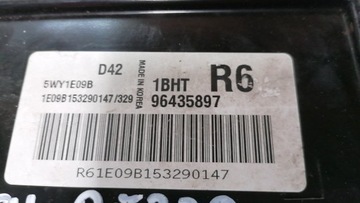 D42
MADE IN KOREA
1BHT
R6
5WY1E09B
1E09B153290147/329
96435897
R61E09B153290147